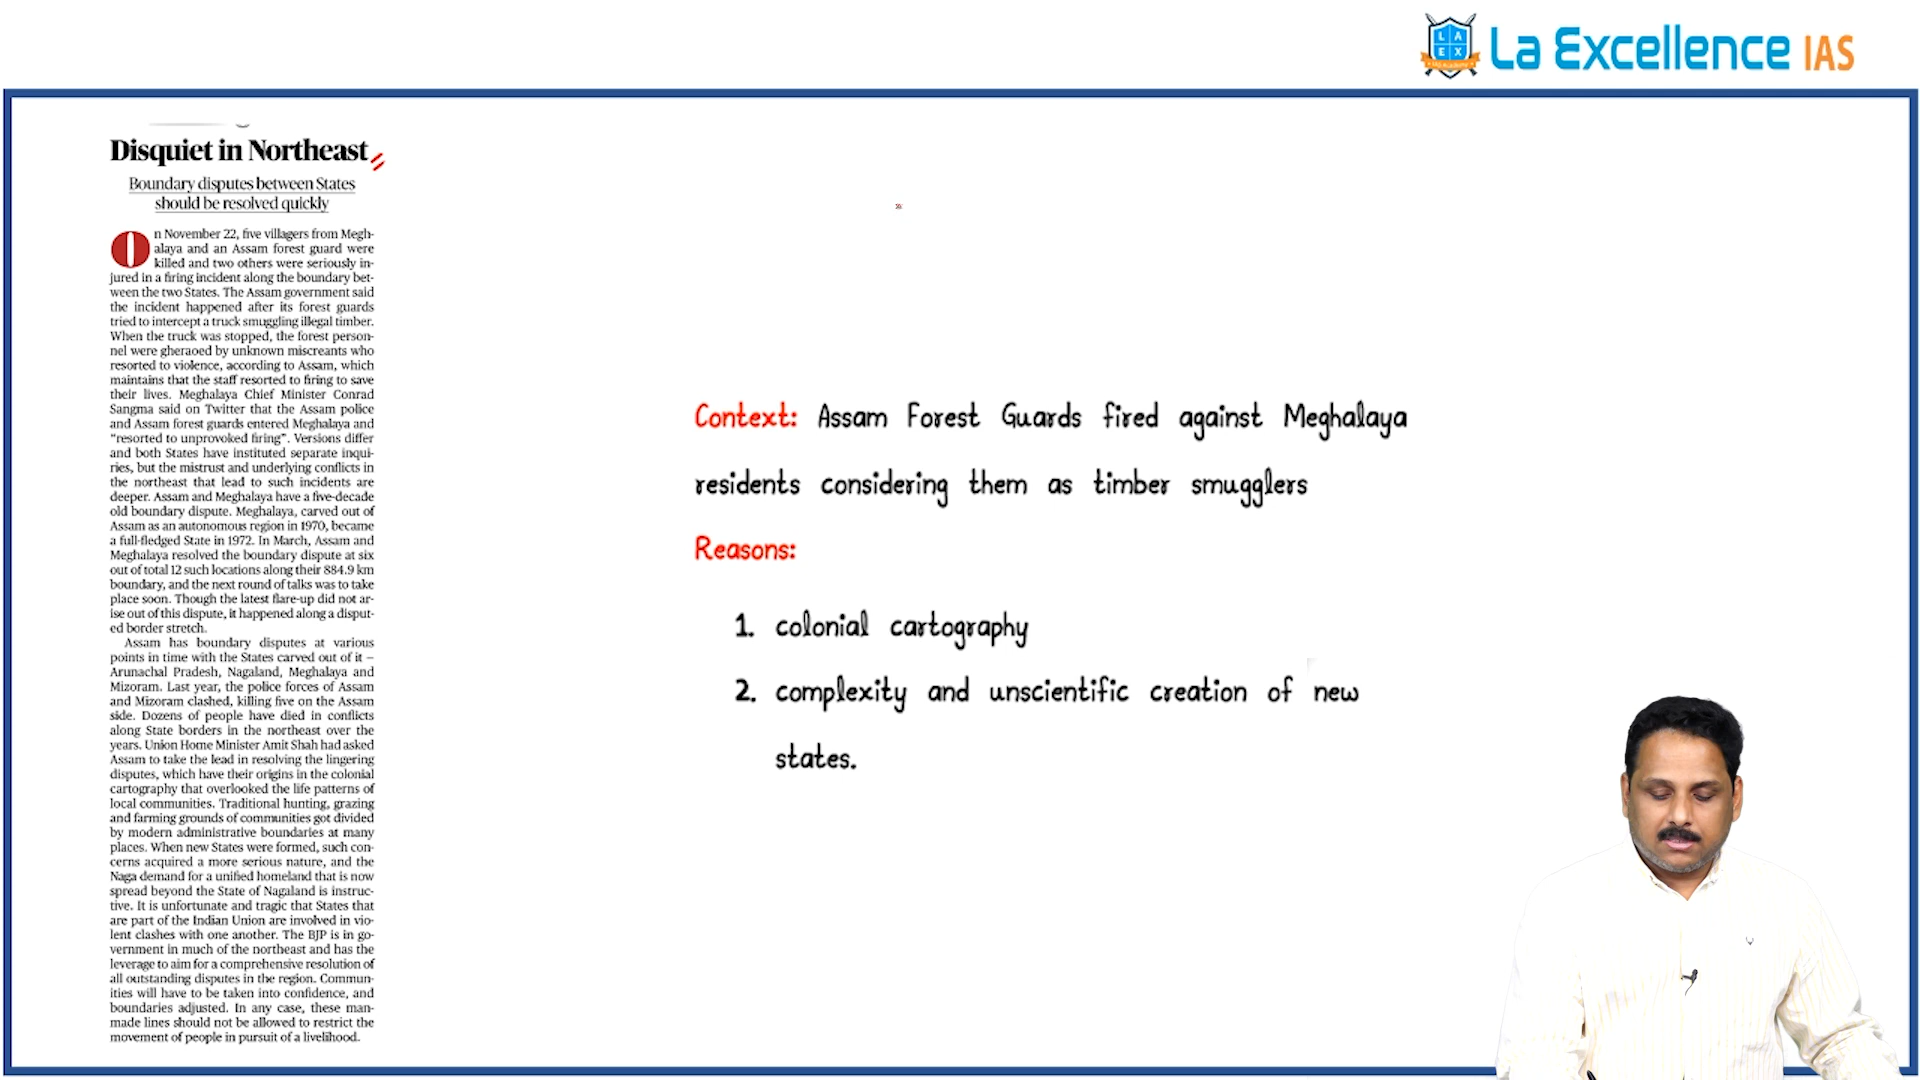 LA
EX
La Excellence IAS
Disquiet in Northeast
Boundary disputes between States
should be resolved quickly
On November 22, five villagers from Megh-
alaya and an Assam forest guard were
killed and two others were seriously in-
jured in a firing incident along the boundary bet-
ween the two States. The Assam government said
the incident happened after its forest guards
tried to intercept a truck smuggling illegal timber.
When the truck was stopped, the forest person-
nel were gheraoed by unknown miscreants who
resorted to violence, according to Assam, which
maintains that the staff resorted to firing to save
their lives. Meghalaya Chief Minister Conrad
Sangma said on Twitter that the Assam police
and Assam forest guards entered Meghalaya and
“resorted to unprovoked firing”. Versions differ
and both States have instituted separate inqui-
ries, but the mistrust and underlying conflicts in
the northeast that lead to such incidents are
deeper. Assam and Meghalaya have a five-decade
old boundary dispute. Meghalaya, carved out of
Assam as an autonomous region in 1970, became
a full-fledged State in 1972. In March, Assam and
Meghalaya resolved the boundary dispute at six
out of total 12 such locations along their 884.9 km
boundary, and the next round of talks was to take
place soon. Though the latest flare-up did not ar-
ise out of this dispute, it happened along a disput-
ed border stretch.
Assam has boundary disputes at various
points in time with the States carved out of it –
Arunachal Pradesh, Nagaland, Meghalaya and
Mizoram. Last year, the police forces of Assam
and Mizoram clashed, killing five on the Assam
side. Dozens of people have died in conflicts
along State borders in the northeast over the
years. Union Home Minister Amit Shah had asked
Assam to take the lead in resolving the lingering
disputes, which have their origins in the colonial
cartography that overlooked the life patterns of
local communities. Traditional hunting, grazing
and farming grounds of communities got divided
by modern administrative boundaries at many
places. When new States were formed, such con-
cerns acquired a more serious nature, and the
Naga demand for a unified homeland that is now
spread beyond the State of Nagaland is instruc-
tive. It is unfortunate and tragic that States that
are part of the Indian Union are involved in vio-
lent clashes with one another. The BJP is in go-
vernment in much of the northeast and has the
leverage to aim for a comprehensive resolution of
all outstanding disputes in the region. Commun-
ities will have to be taken into confidence, and
boundaries adjusted. In any case, these man-
made lines should not be allowed to restrict the
movement of people in pursuit of a livelihood.
Context: Assam Forest Guards fired against Meghalaya
residents considering them as timber smugglers
Reasons:
1. colonial cartography
2. complexity and unscientific creation of new
states.